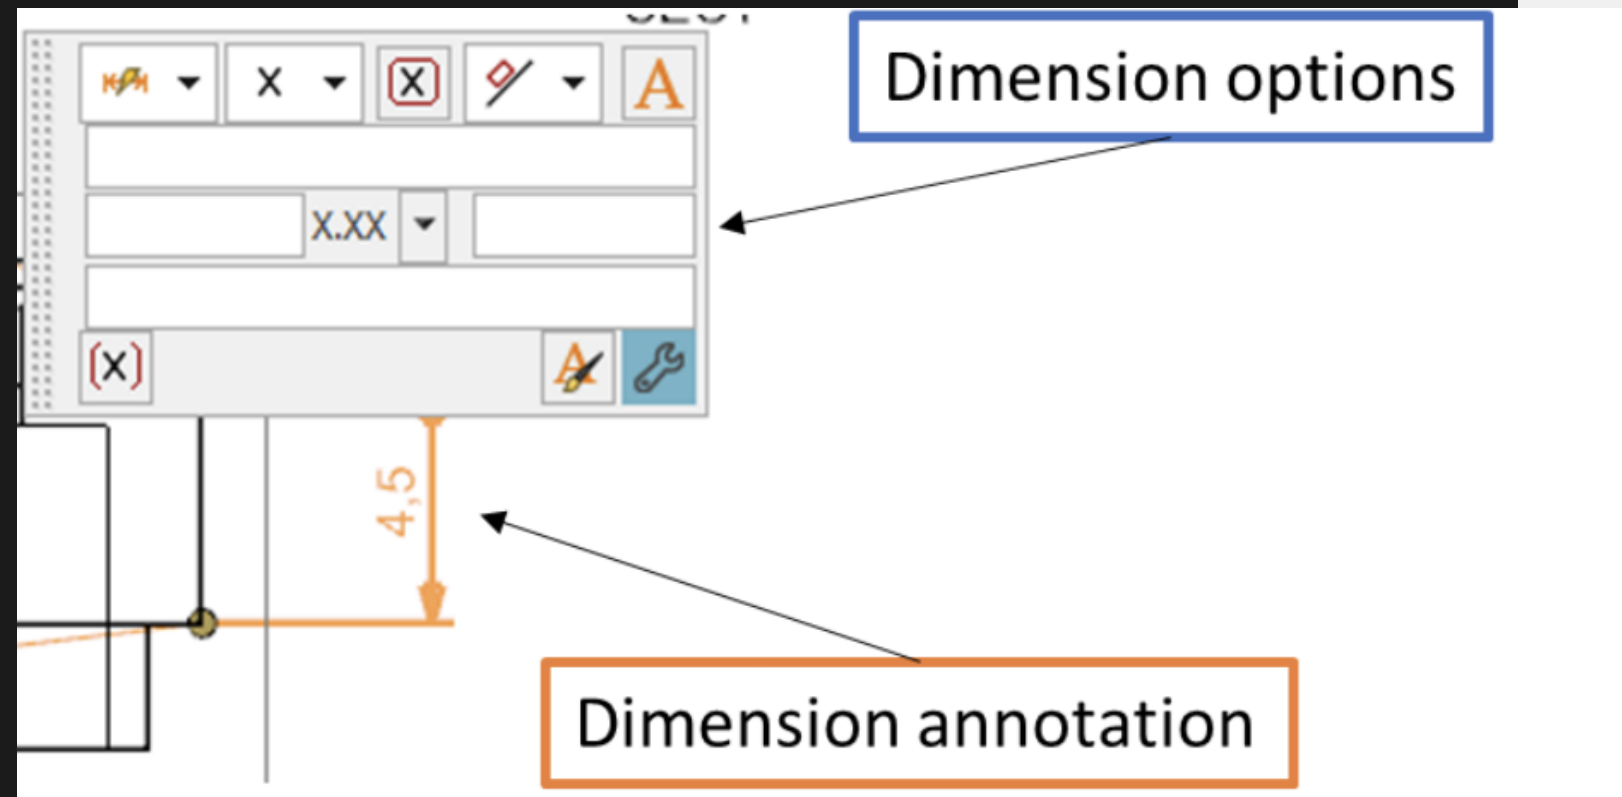 Dimension options
X
X
A
X.XX
(X)
A
4,5
Dimension annotation